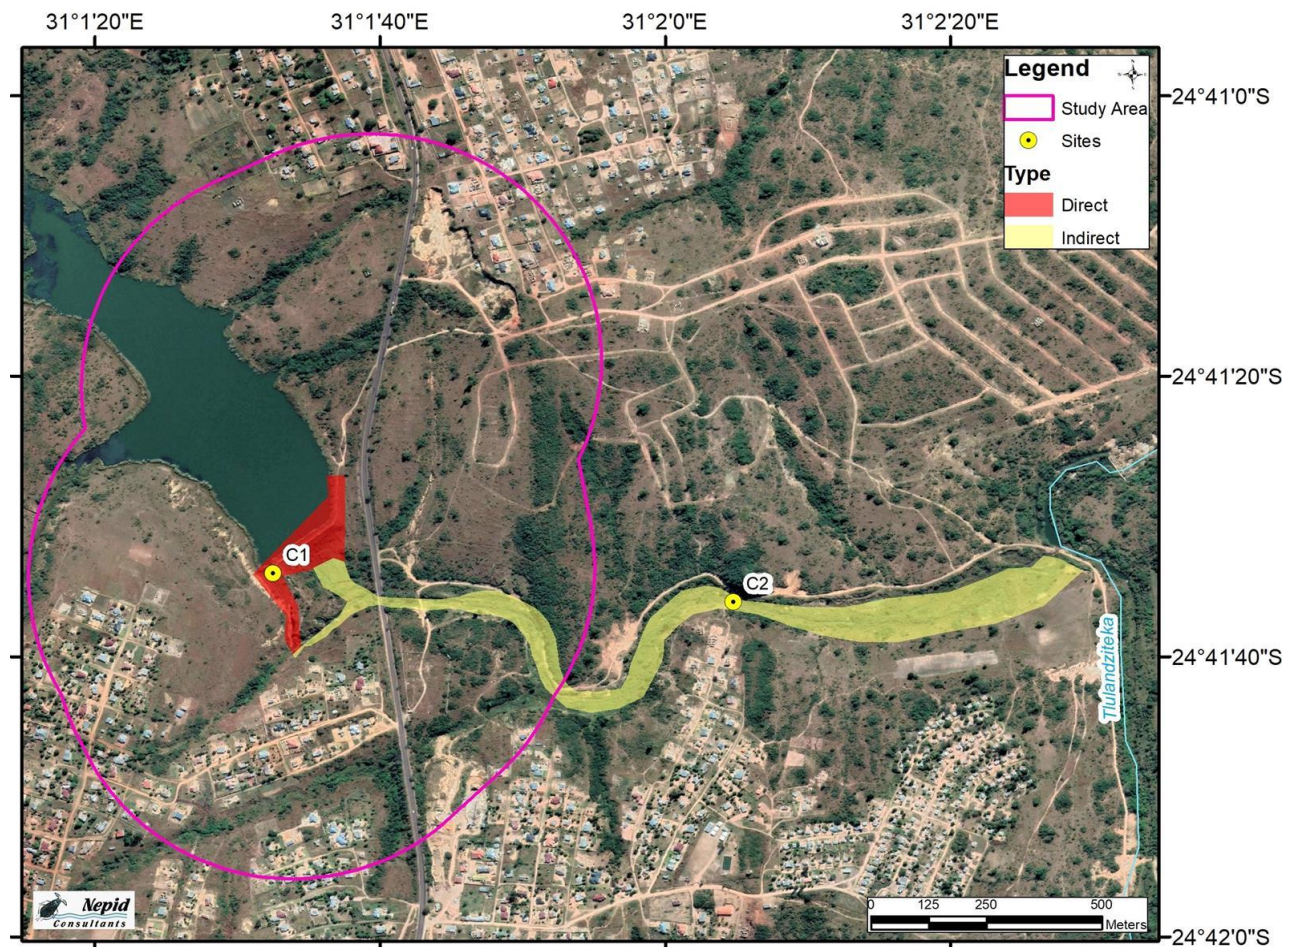 31°1'20"E 31°1'40"E 31°2'0"E 31°2'20"E
Legend
Study Area
Sites
Type
Direct
Indirect
24°41'0"S
24°41'20"S
C1
C2
24°41'40"S
Tlulandziteka
Nepid
Consultants
0 125 250 500
Meters
24°42'0"S